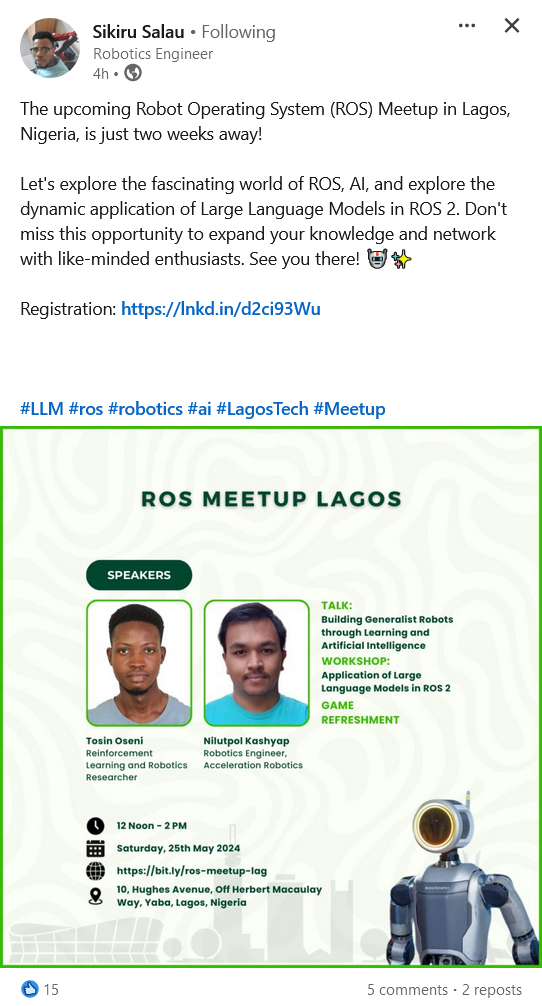 Sikiru Salau • Following
Robotics Engineer
4h •
The upcoming Robot Operating System (ROS) Meetup in Lagos,
Nigeria, is just two weeks away!
Let's explore the fascinating world of ROS, AI, and explore the
dynamic application of Large Language Models in ROS 2. Don't
miss this opportunity to expand your knowledge and network
with like-minded enthusiasts. See you there! 🤖✨
Registration: https://lnkd.in/d2ci93Wu
#LLM #ros #robotics #ai #LagosTech #Meetup
ROS MEETUP LAGOS
SPEAKERS
Tosin Oseni
Reinforcement
Learning and Robotics
Researcher
Nilutpol Kashyap
Robotics Engineer,
Acceleration Robotics
TALK:
Building Generalist Robots
through Learning and
Artificial Intelligence
WORKSHOP:
Application of Large
Language Models in ROS 2
GAME
REFRESHMENT
12 Noon - 2 PM
Saturday, 25th May 2024
https://bit.ly/ros-meetup-lag
10, Hughes Avenue, Off Herbert Macaulay
Way, Yaba, Lagos, Nigeria
15
5 comments • 2 reposts